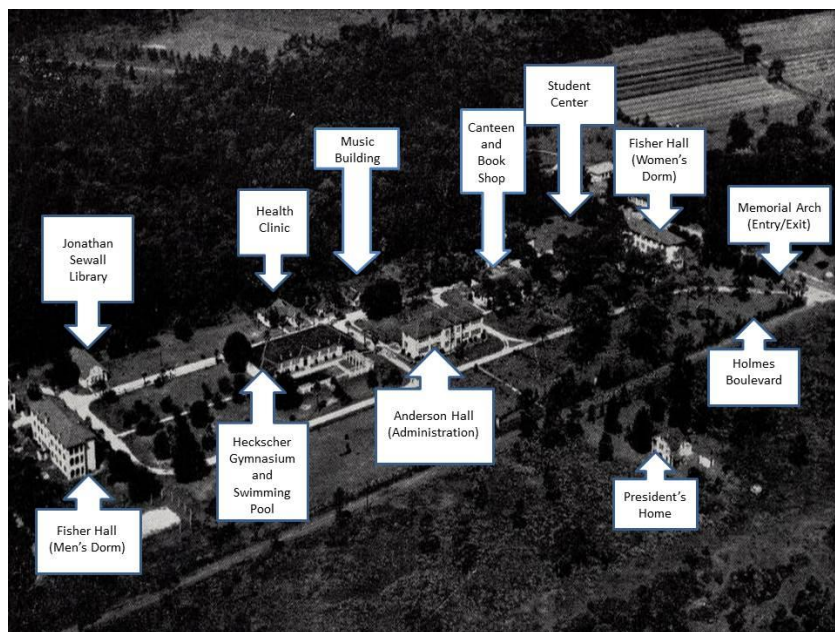 Student
Center
Canteen
and
Book
Shop
Fisher Hall
(Women's
Dorm)
Music
Building
Memorial Arch
(Entry/Exit)
Health
Clinic
Jonathan
Sewall
Library
Holmes
Boulevard
Anderson Hall
(Administration)
Heckscher
Gymnasium
and
Swimming
Pool
President's
Home
Fisher Hall
(Men's Dorm)